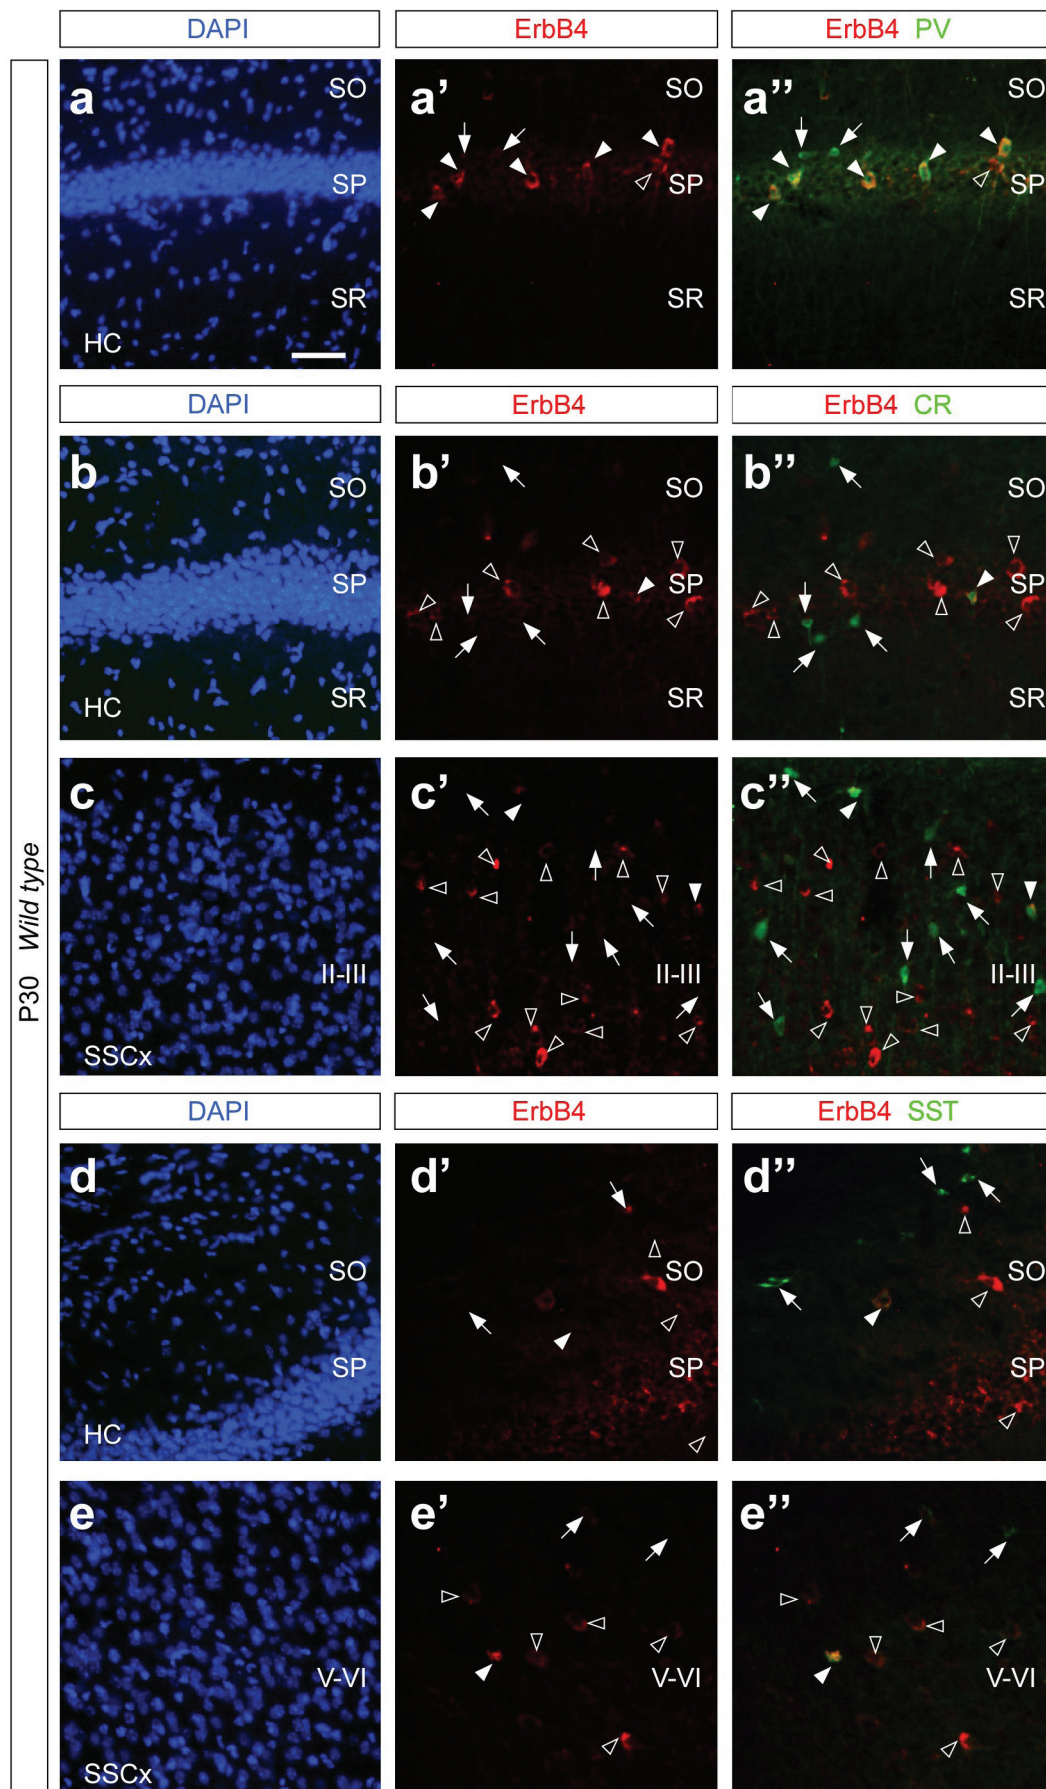 DAPI
ErbB4
ErbB4 PV
P30 Wild type
a
SO
SP
SR
HC
a’
SO
SP
SR
a’’
SO
SP
SR
DAPI
ErbB4
ErbB4 CR
b
SO
SP
SR
HC
b’
SO
SP
SR
b’’
SO
SP
SR
c
II-III
SSCx
c’
II-III
c’’
II-III
DAPI
ErbB4
ErbB4 SST
d
SO
SP
HC
d’
SO
SP
d’’
SO
SP
e
V-VI
SSCx
e’
V-VI
e’’
V-VI